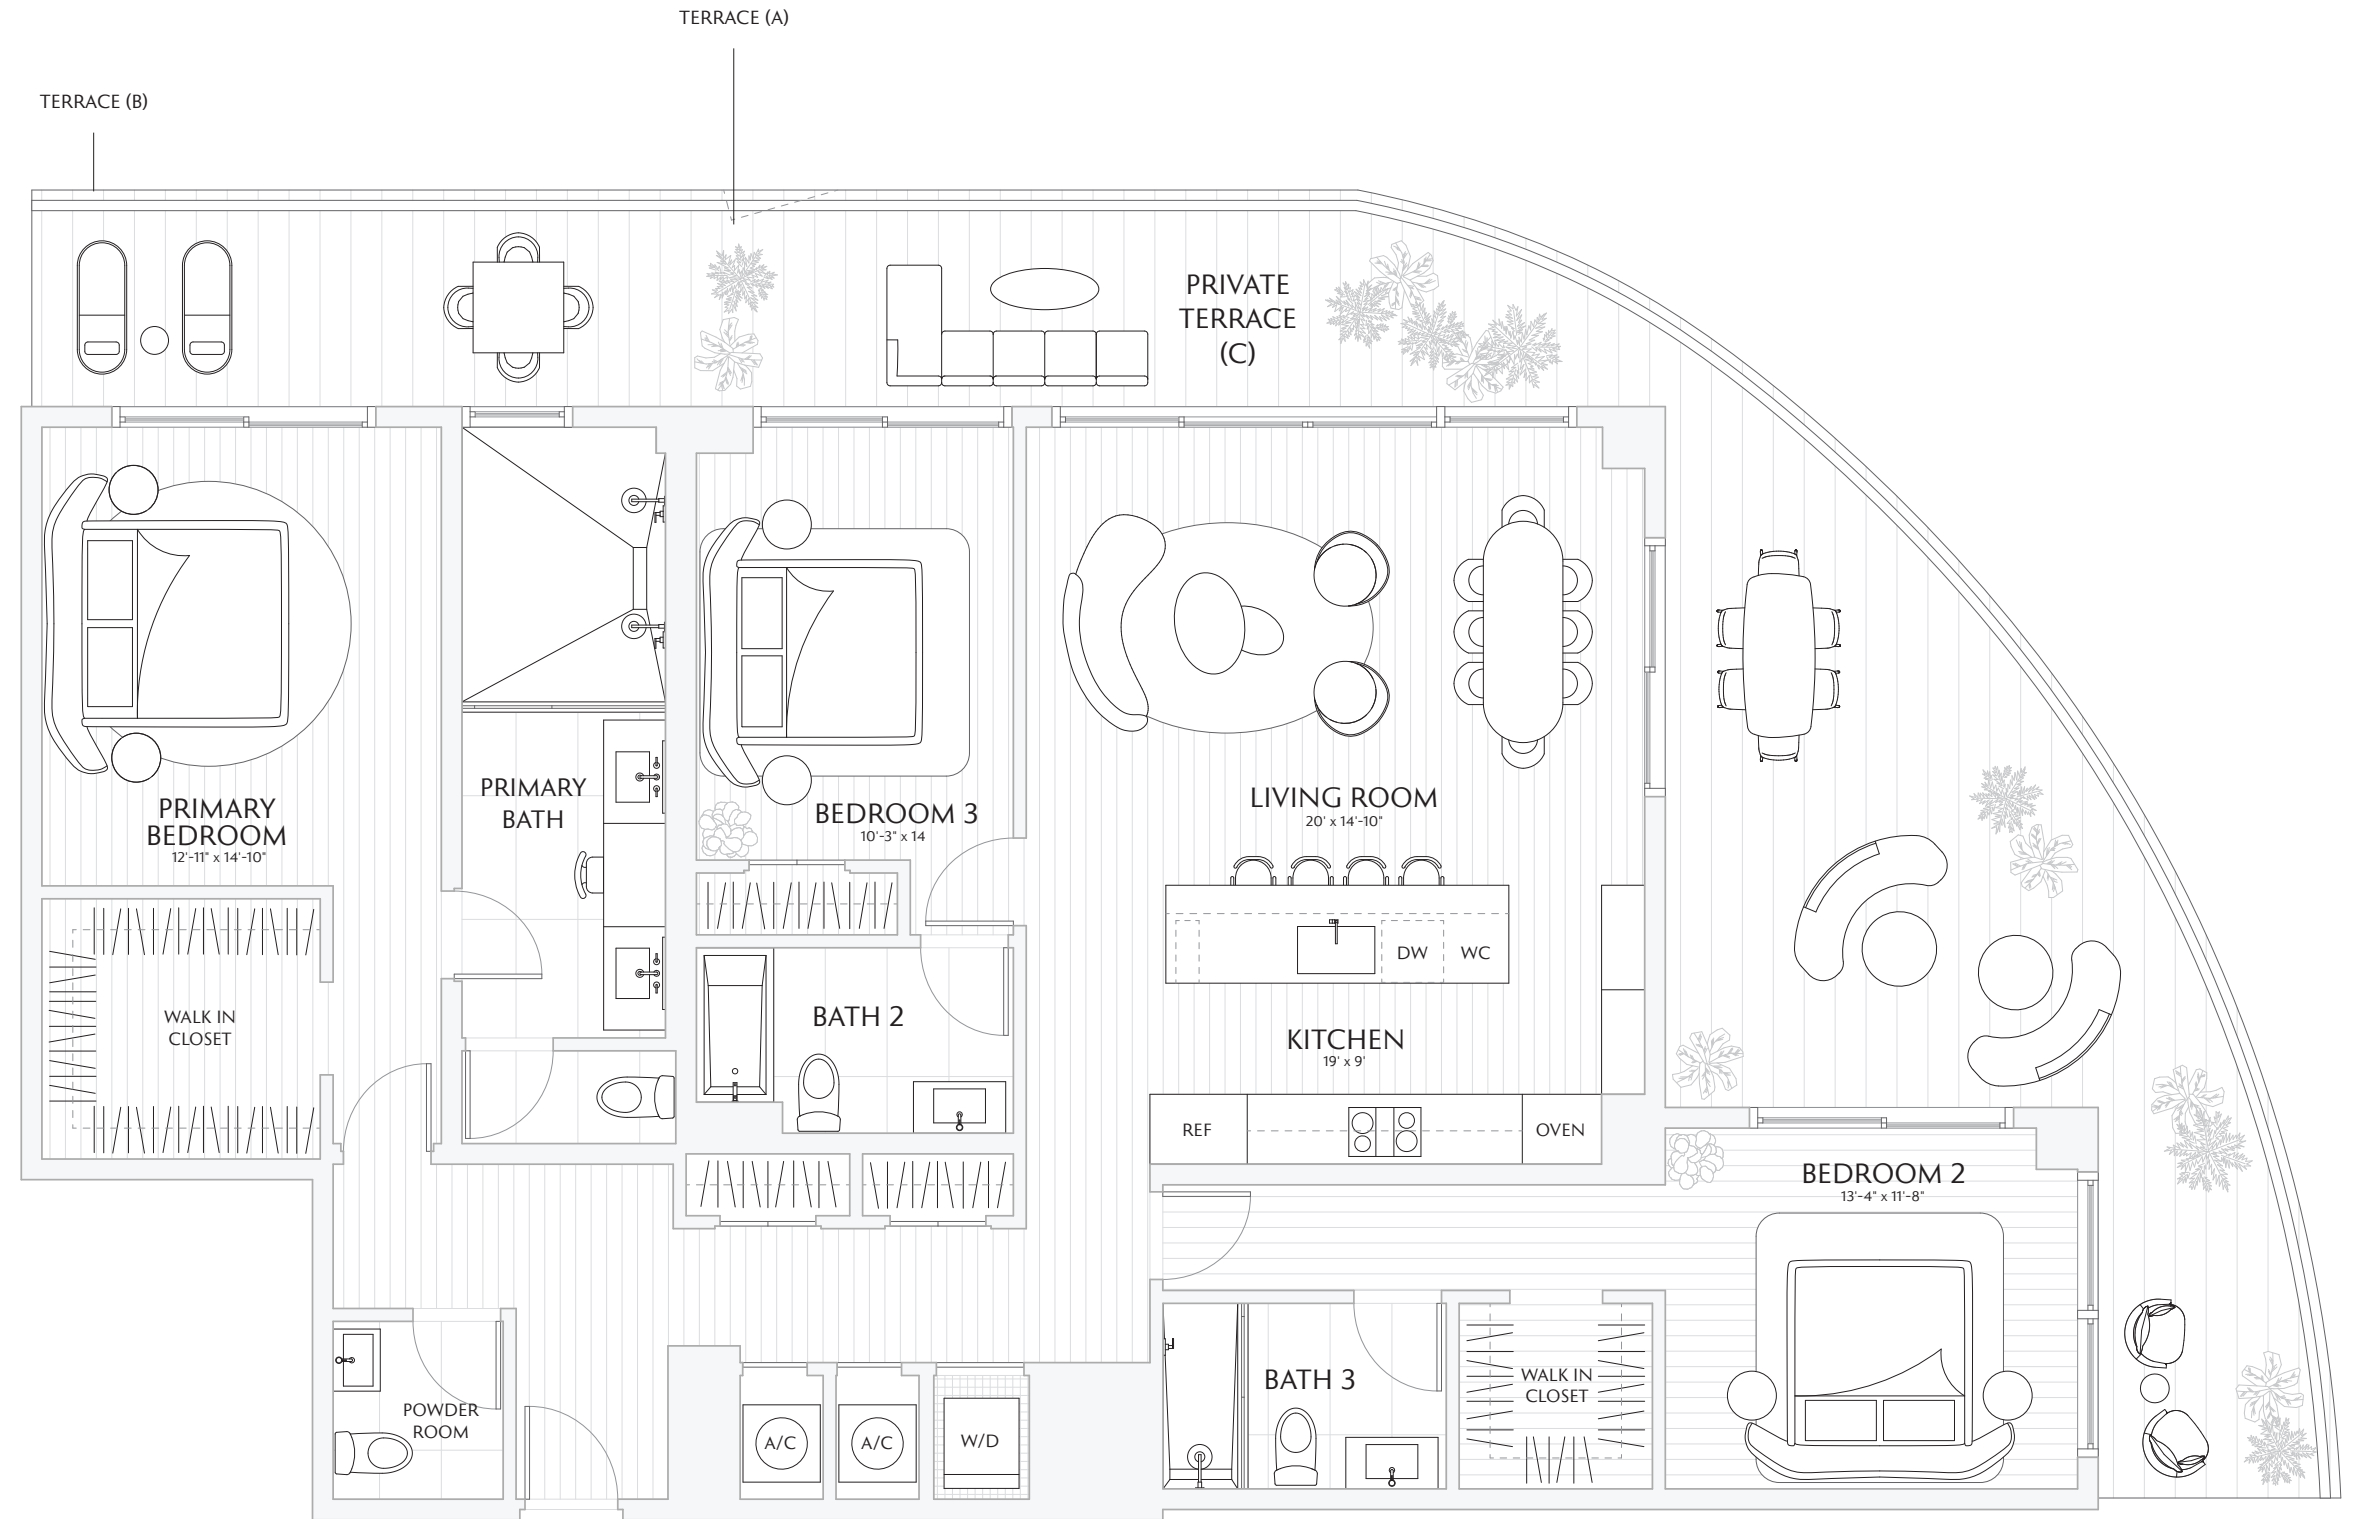 TERRACE (A)
TERRACE (B)
PRIVATE
TERRACE
(C)
PRIMARY
BEDROOM
12'-11" x 14'-10"
PRIMARY
BATH
BEDROOM 3
10'-3" x 14
LIVING ROOM
20' x 14'-10"
DW
WC
WALK IN
CLOSET
BATH 2
KITCHEN
19' x 9'
REF
OVEN
BEDROOM 2
13'-4" x 11'-8"
POWDER
ROOM
A/C
A/C
W/D
BATH 3
WALK IN
CLOSET